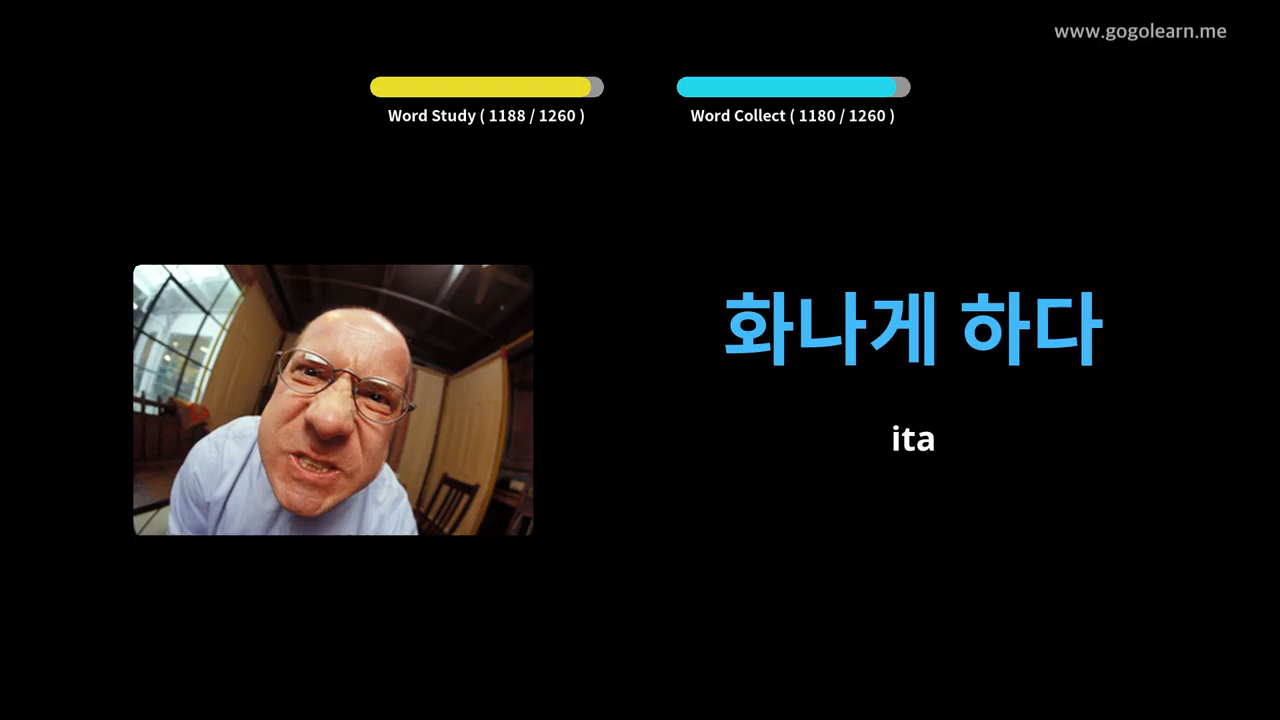 www.gogolearn.me
Word Study ( 1188 / 1260 )
Word Collect ( 1180 / 1260 )
화나게 하다
ita